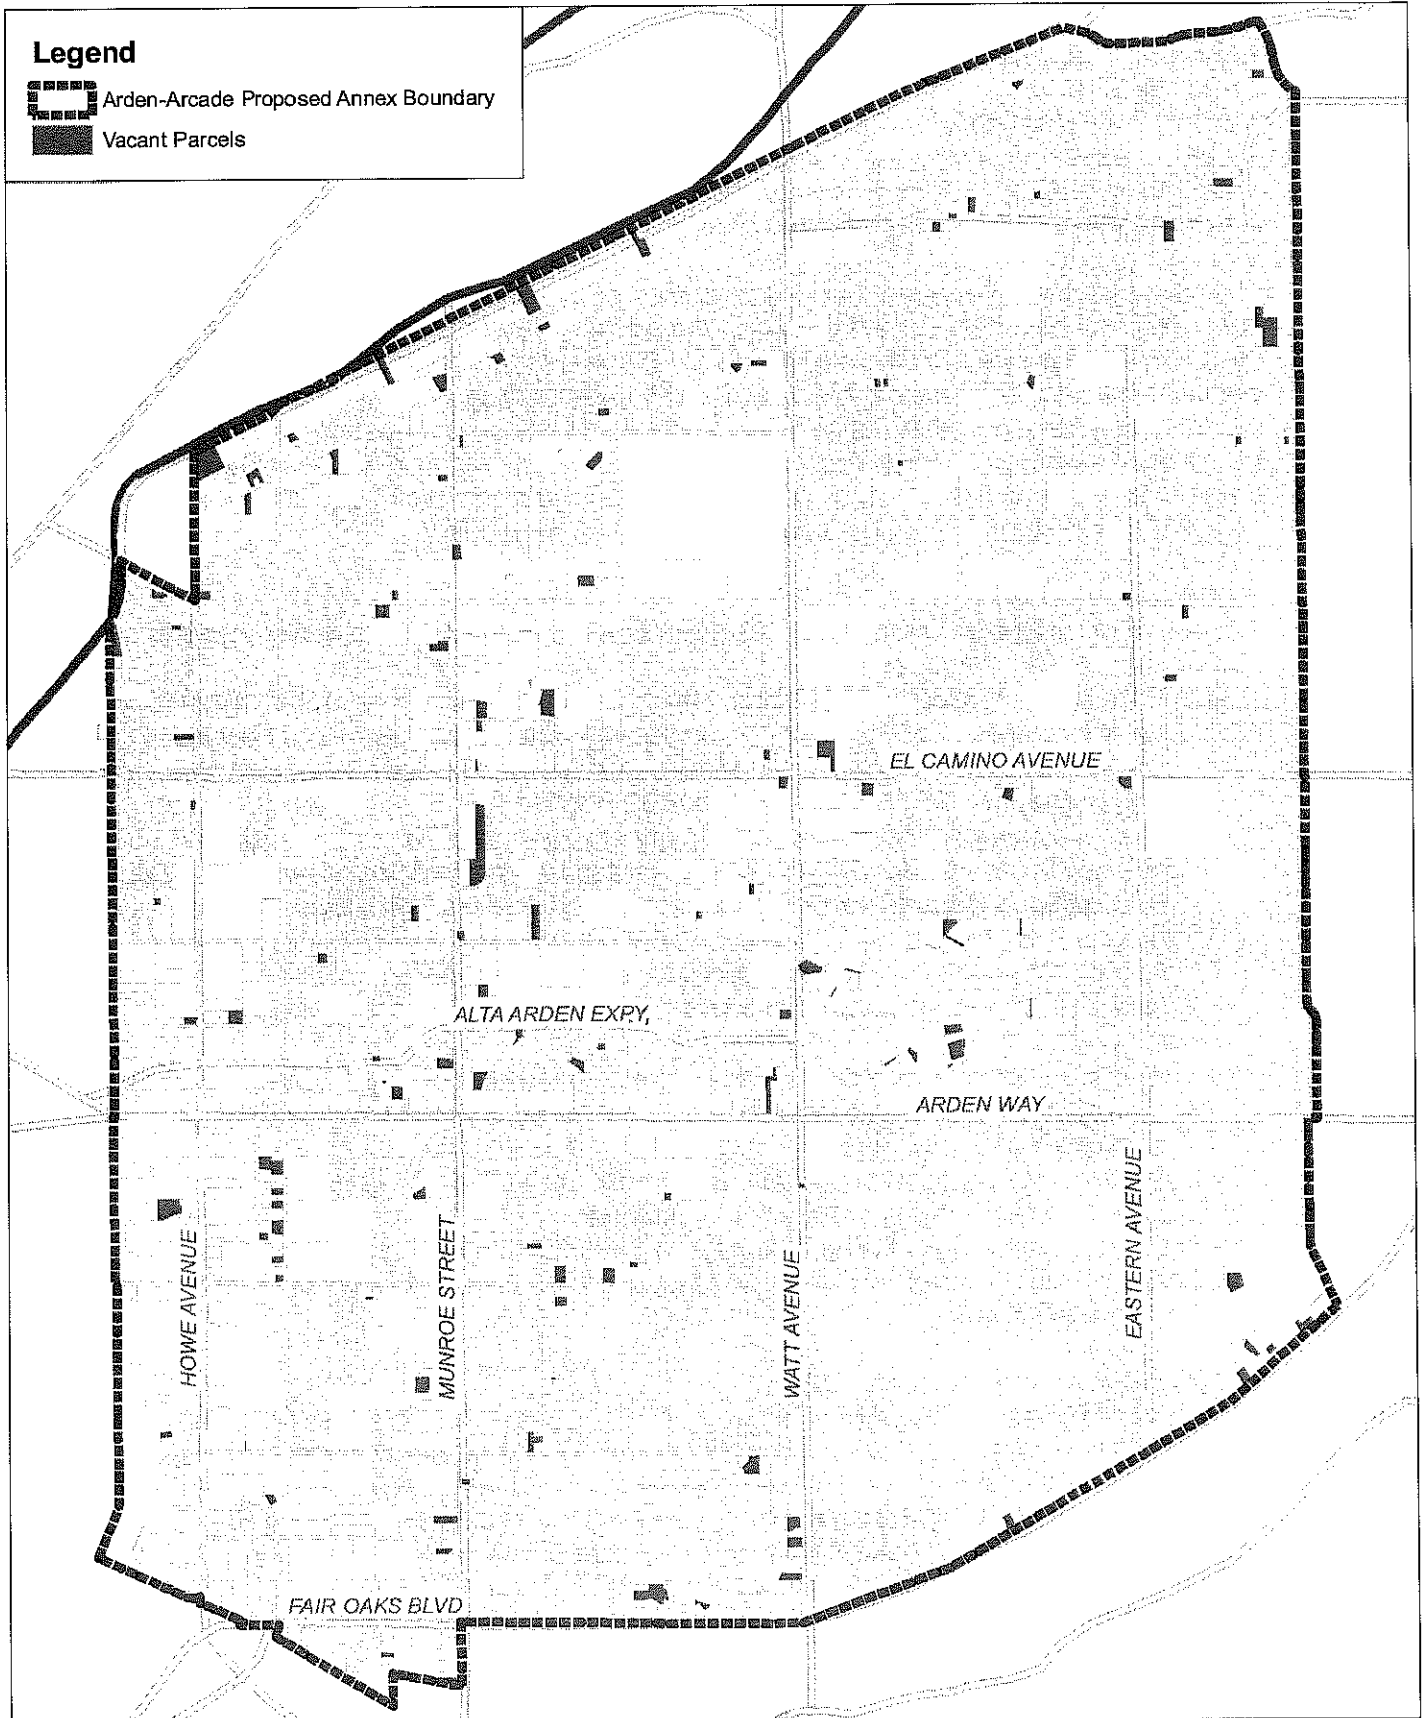 Legend
Arden-Arcade Proposed Annex Boundary
Vacant Parcels
EL CAMINO AVENUE
ALTA ARDEN EXPY,
ARDEN WAY
HOWE AVENUE
MUNROE STREET
WATT AVENUE
EASTERN AVENUE
FAIR OAKS BLVD